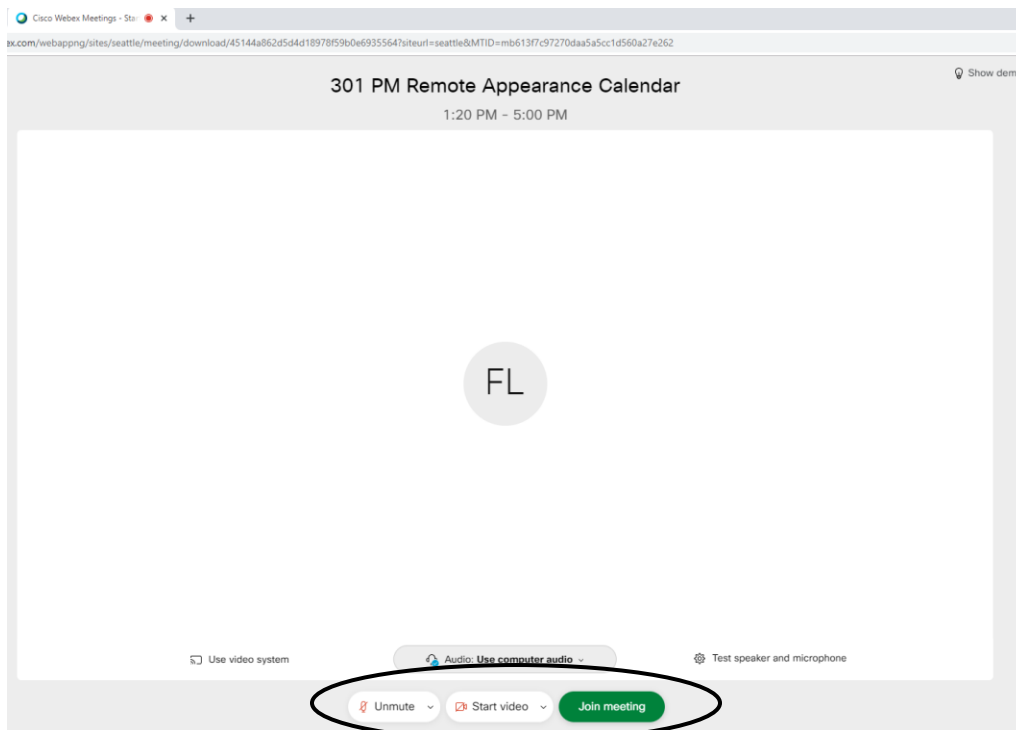 Cisco Webex Meetings - Sta
ex.com/webappng/sites/seattle/meeting/download/45144a862d5d4d18978f59b0e6935564?siteurl=seattle&MTID=mb613f7c97270daa5a5cc1d560a27e262
Show dem
301 PM Remote Appearance Calendar
1:20 PM - 5:00 PM
FL
Use video system Audio: Use computer audio Test speaker and microphone
Unmute Start video Join meeting